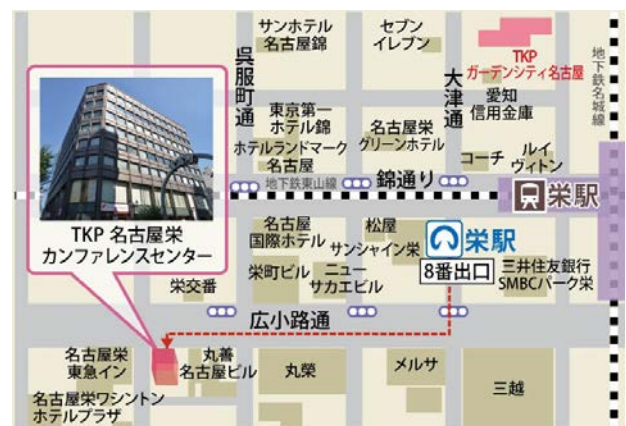 サンホテル
名古屋錦
セブン
イレブン
TKP
ガーデンシティ名古屋
地下鉄名城線
呉服町通
大津通
愛知
信用金庫
東京第一
ホテル錦
名古屋栄
グリーンホテル
ホテルランドマーク
名古屋
コーチ
ルイ
ヴィトン
地下鉄東山線
錦通り
栄駅
TKP 名古屋栄
カンファレンスセンター
名古屋
国際ホテル
松屋
サンシャイン栄
栄駅
8番出口
三井住友銀行
SMBCパーク栄
栄交番
栄町ビル
ニュー
サカエビル
広小路通
名古屋栄
東急イン
丸善
名古屋ビル
丸栄
メルサ
三越
名古屋栄ワシントン
ホテルプラザ